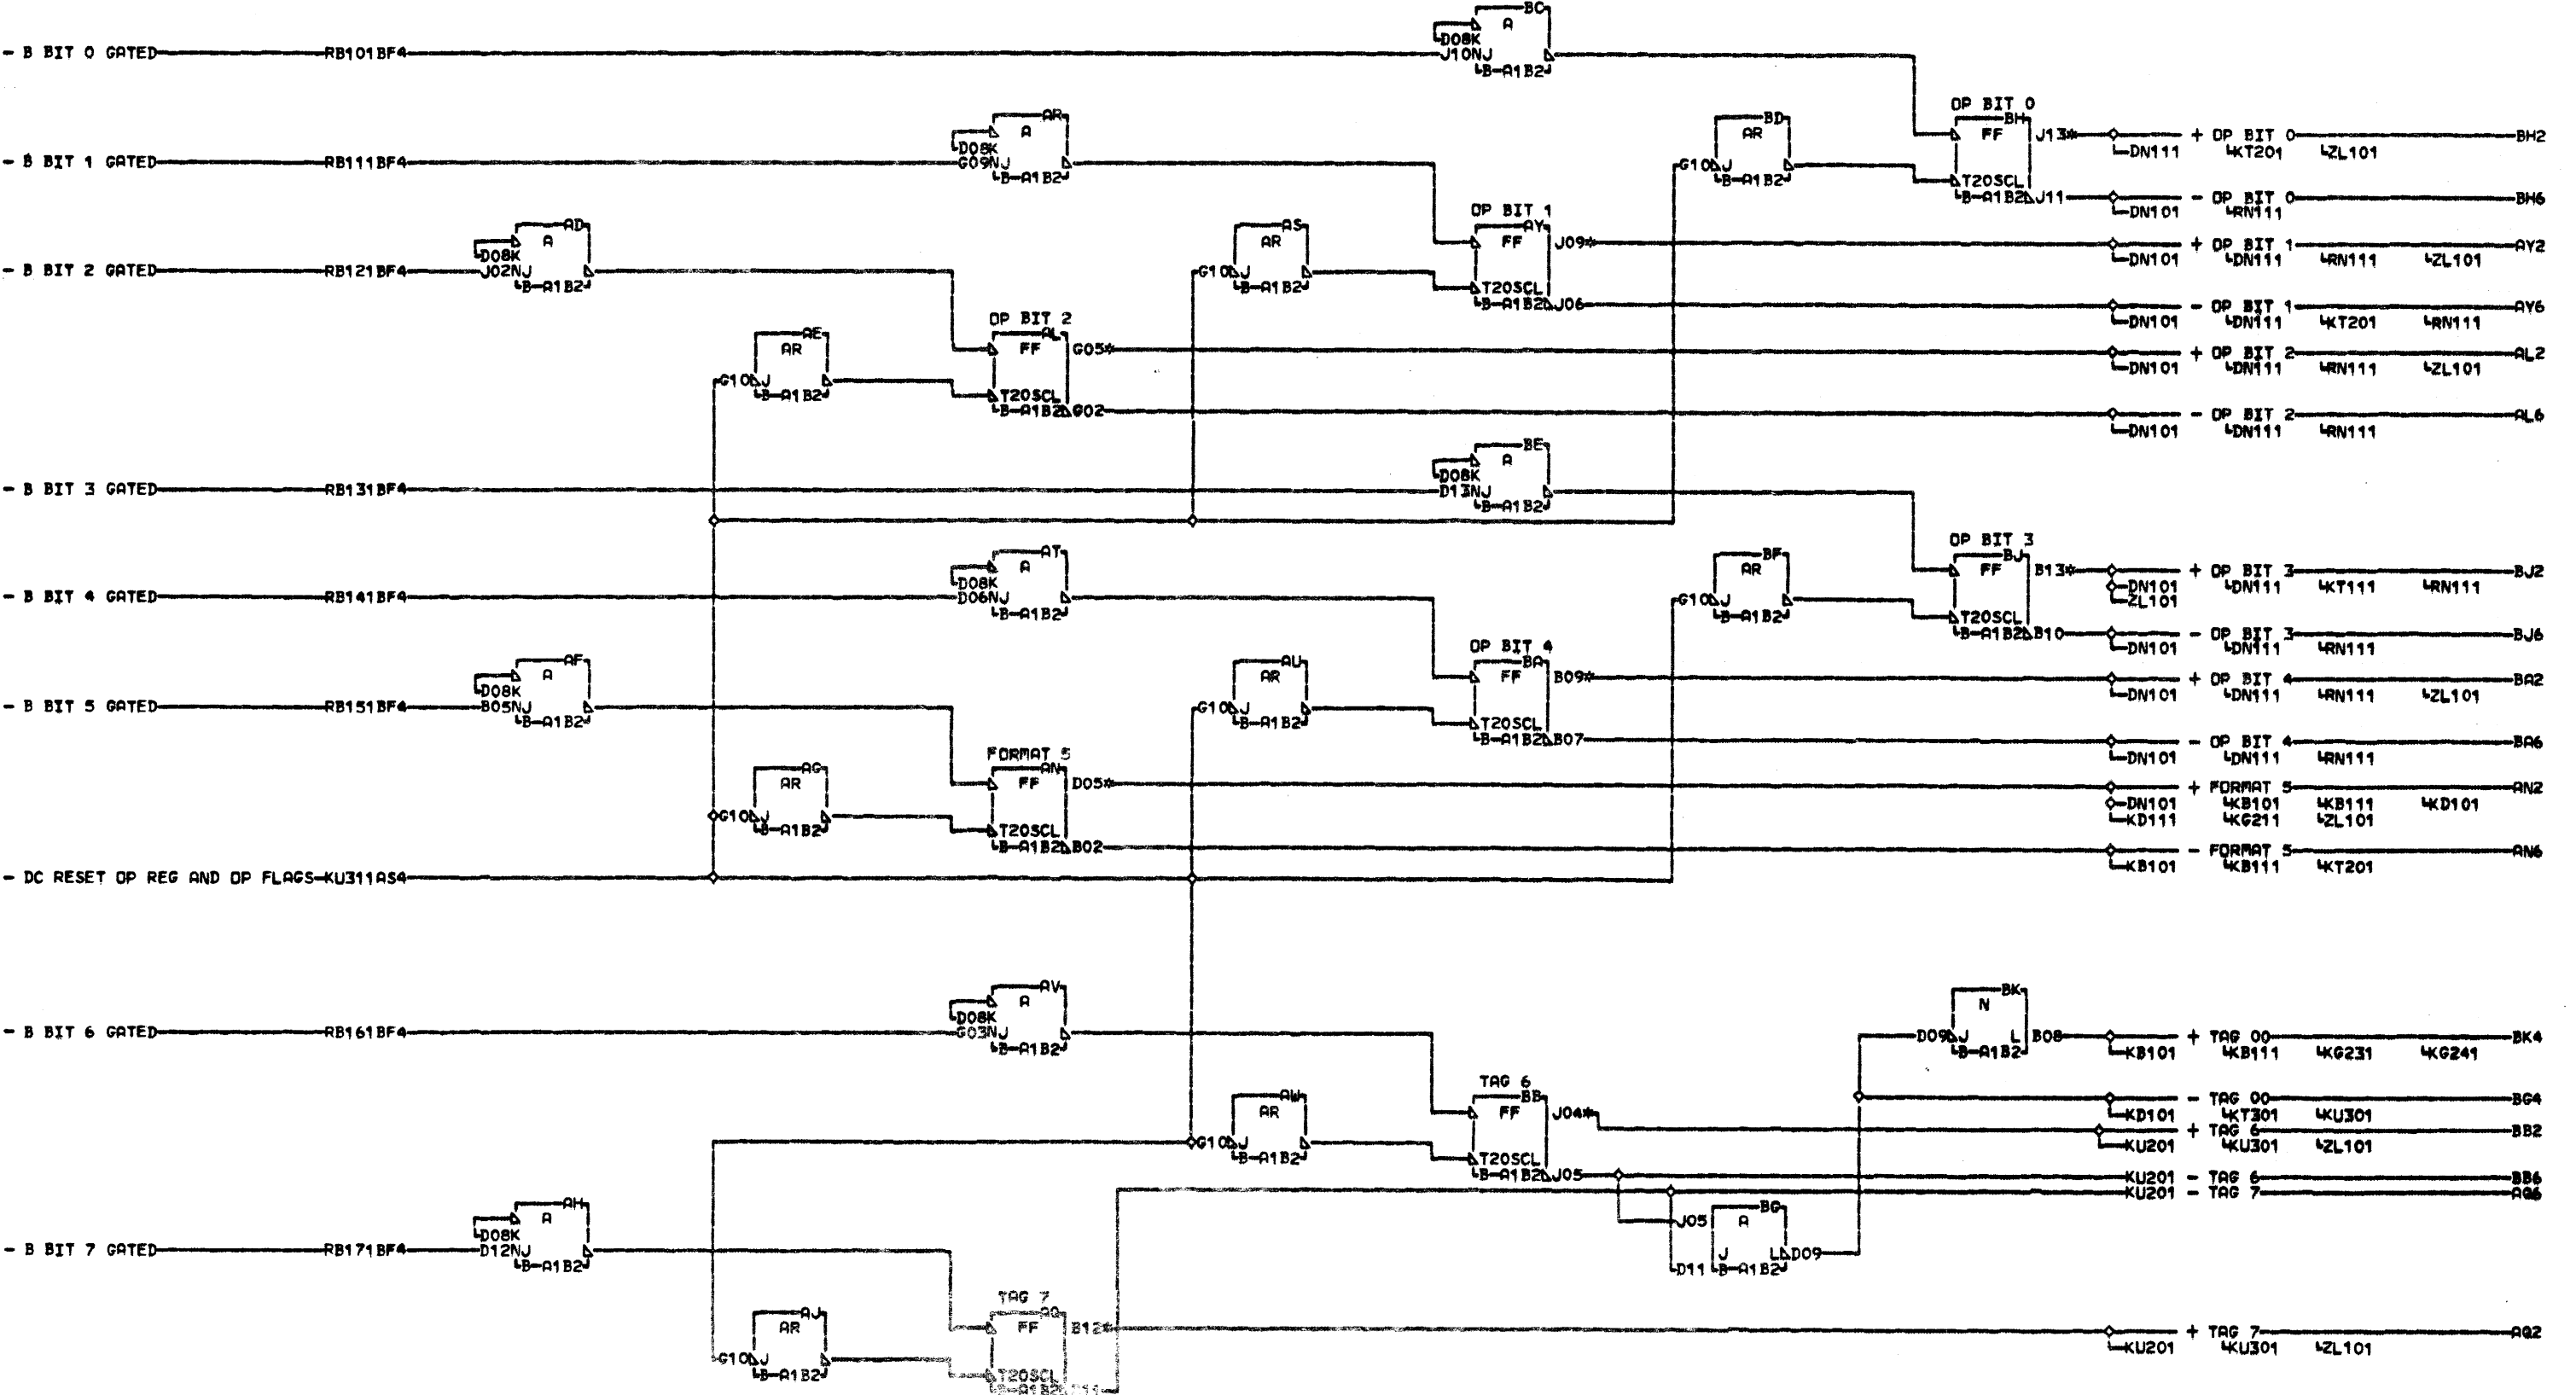 BC
A
D08K
- B BIT 0 GATED RB101BF4 J10NJ
B-A1B2
OP BIT 0
AR
A
D08K
BD
AR
BH
FF J13* + OP BIT 0 BH2
DN111 KT201 ZL101
- B BIT 1 GATED RB111BF4 G09NJ
B-A1B2
G10 J
B-A1B2
T20SCL
B-A1B2 J11 - OP BIT 0 BH6
DN101 RN111
OP BIT 1
AD
A
D08K
AS
AR
AY
FF J09* + OP BIT 1 AY2
DN101 DN111 RN111 ZL101
- B BIT 2 GATED RB121BF4 J02NJ
B-A1B2
G10 J
B-A1B2
T20SCL
B-A1B2 J06 - OP BIT 1 AY6
DN101 DN111 KT201 RN111
OP BIT 2
AE
AR
AL
FF G05* + OP BIT 2 AL2
DN101 DN111 RN111 ZL101
G10 J
B-A1B2
T20SCL
B-A1B2 G02 - OP BIT 2 AL6
DN101 DN111 RN111
BE
A
D08K
- B BIT 3 GATED RB131BF4 D13NJ
B-A1B2
OP BIT 3
AT
A
D08K
BF
AR
BJ
FF B13* + OP BIT 3 BJ2
DN101 DN111 KT111 RN111
ZL101
- B BIT 4 GATED RB141BF4 D06NJ
B-A1B2
G10 J
B-A1B2
T20SCL
B-A1B2 B10 - OP BIT 3 BJ6
DN101 DN111 RN111
OP BIT 4
AF
A
D08K
AU
AR
BA
FF B09* + OP BIT 4 BA2
DN101 DN111 RN111 ZL101
- B BIT 5 GATED RB151BF4 B05NJ
B-A1B2
G10 J
B-A1B2
T20SCL
B-A1B2 B07 - OP BIT 4 BA6
DN101 DN111 RN111
FORMAT 5
AG
AR
AN
FF D05* + FORMAT 5 AN2
DN101 KB101 KB111 KD101
KD111 KG211 ZL101
G10 J
B-A1B2
T20SCL
B-A1B2 B02 - FORMAT 5 AN6
KB101 KB111 KT201
- DC RESET OP REG AND OP FLAGS KU311AS4
AV
A
D08K
- B BIT 6 GATED RB161BF4 G03NJ
B-A1B2
BK
N
D09 J L B08 + TAG 00 BK4
B-A1B2
KB101 KB111 KG231 KG241
- TAG 00 BG4
KD101 KT301 KU301
TAG 6
AW
AR
BB
FF J04* + TAG 6 BB2
KU201 KU301 ZL101
G10 J
B-A1B2
T20SCL
B-A1B2 J05 KU201 - TAG 6 BB6
KU201 - TAG 7 AQ6
AH
A
D08K
J05 A BG
- B BIT 7 GATED RB171BF4 D12NJ
B-A1B2
J L D09
D11 B-A1B2
TAG 7
AJ
AR
AQ
FF B12* + TAG 7 AQ2
KU201 KU301 ZL101
G10 J
B-A1B2
T20SCL
B-A1B2 D11